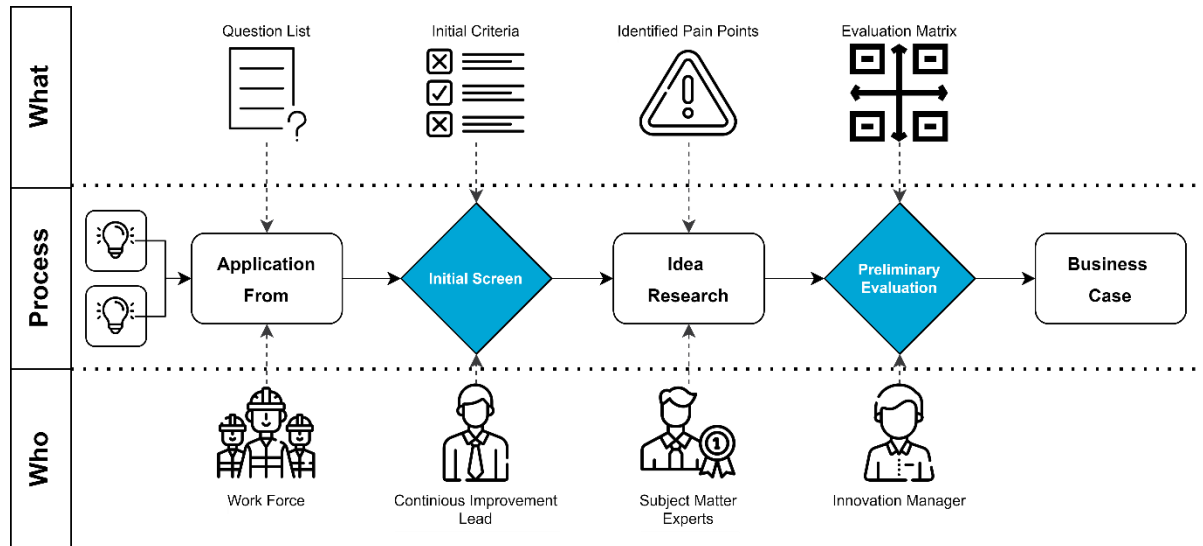 What
Question List
Initial Criteria
Identified Pain Points
Evaluation Matrix
?
Process
Application
From
Initial Screen
Idea
Research
Preliminary
Evaluation
Business
Case
Who
Work Force
Continious Improvement
Lead
1
Subject Matter
Experts
Innovation Manager